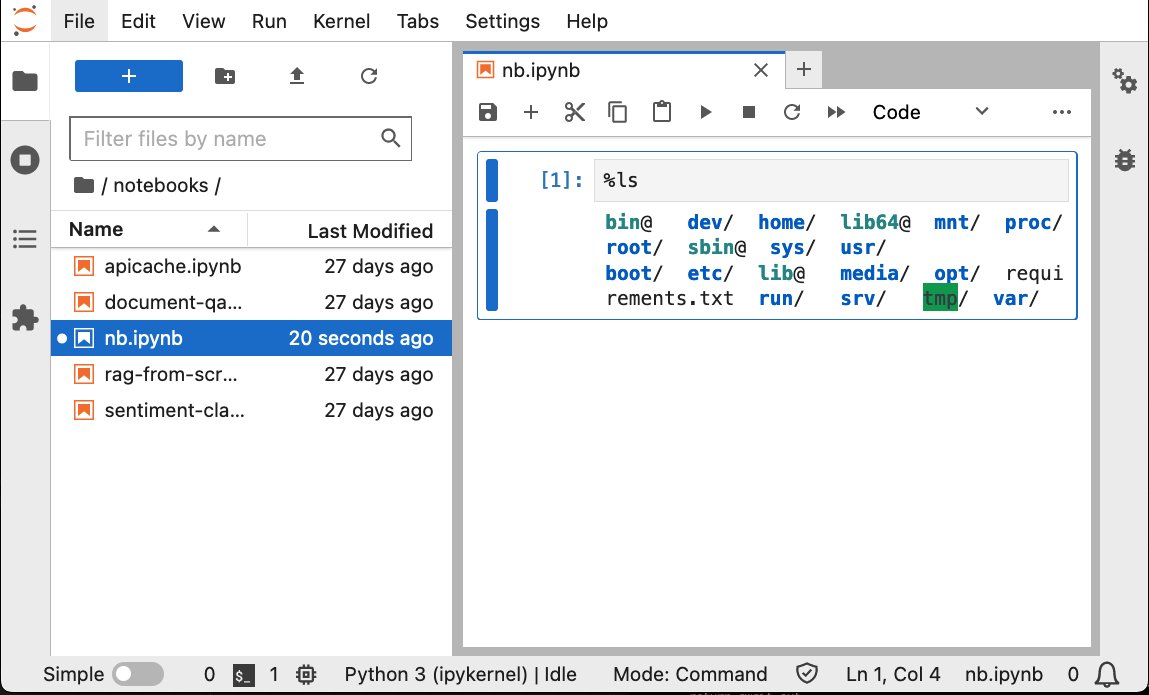 File Edit View Run Kernel Tabs Settings Help
+
Filter files by name
/ notebooks /
Name Last Modified
apicache.ipynb 27 days ago
document-qa... 27 days ago
nb.ipynb 20 seconds ago
rag-from-scr... 27 days ago
sentiment-cla... 27 days ago
nb.ipynb
Code
[1]: %ls
bin@ dev/ home/ lib64@ mnt/ proc/
root/ sbin@ sys/ usr/
boot/ etc/ lib@ media/ opt/ requi
rements.txt run/ srv/ tmp/ var/
Simple 0 $_ 1 Python 3 (ipykernel) | Idle Mode: Command Ln 1, Col 4 nb.ipynb 0